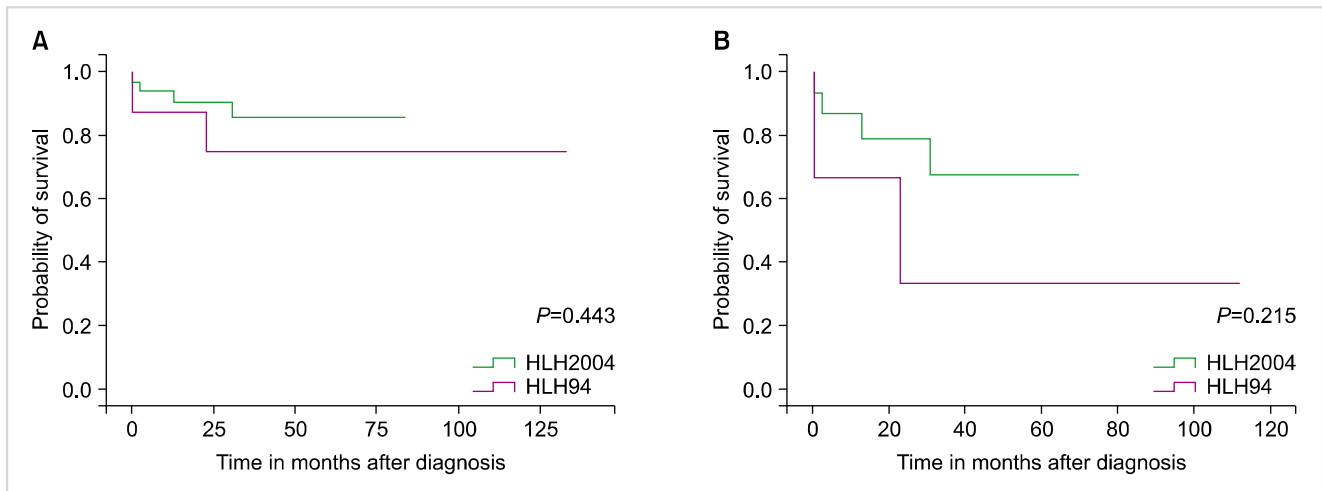 A
Probability of survival
1.0
0.8
0.6
0.4
0.2
0.0
P=0.443
HLH2004
HLH94
0 25 50 75 100 125
Time in months after diagnosis
B
Probability of survival
1.0
0.8
0.6
0.4
0.2
0.0
P=0.215
HLH2004
HLH94
0 20 40 60 80 100 120
Time in months after diagnosis